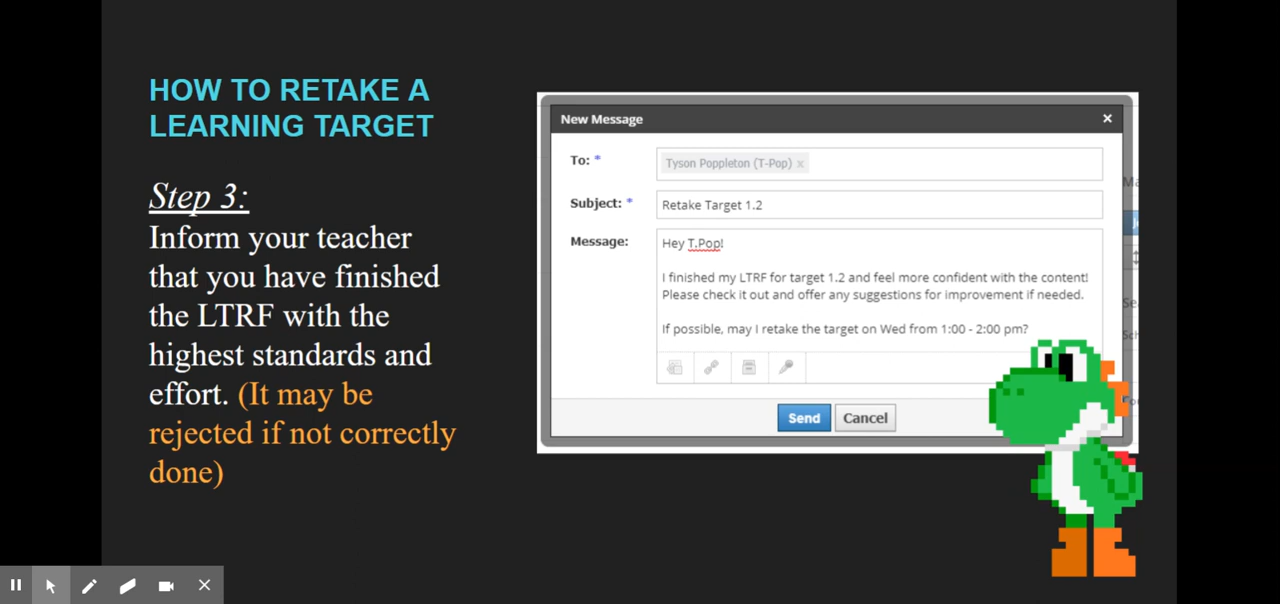 HOW TO RETAKE A
LEARNING TARGET
Step 3:
Inform your teacher
that you have finished
the LTRF with the
highest standards and
effort. (It may be
rejected if not correctly
done)
New Message
To: *
Tyson Poppleton (T-Pop) x
Subject: *
Retake Target 1.2
Message:
Hey T.Pop!
I finished my LTRF for target 1.2 and feel more confident with the content!
Please check it out and offer any suggestions for improvement if needed.
If possible, may I retake the target on Wed from 1:00 - 2:00 pm?
Send
Cancel